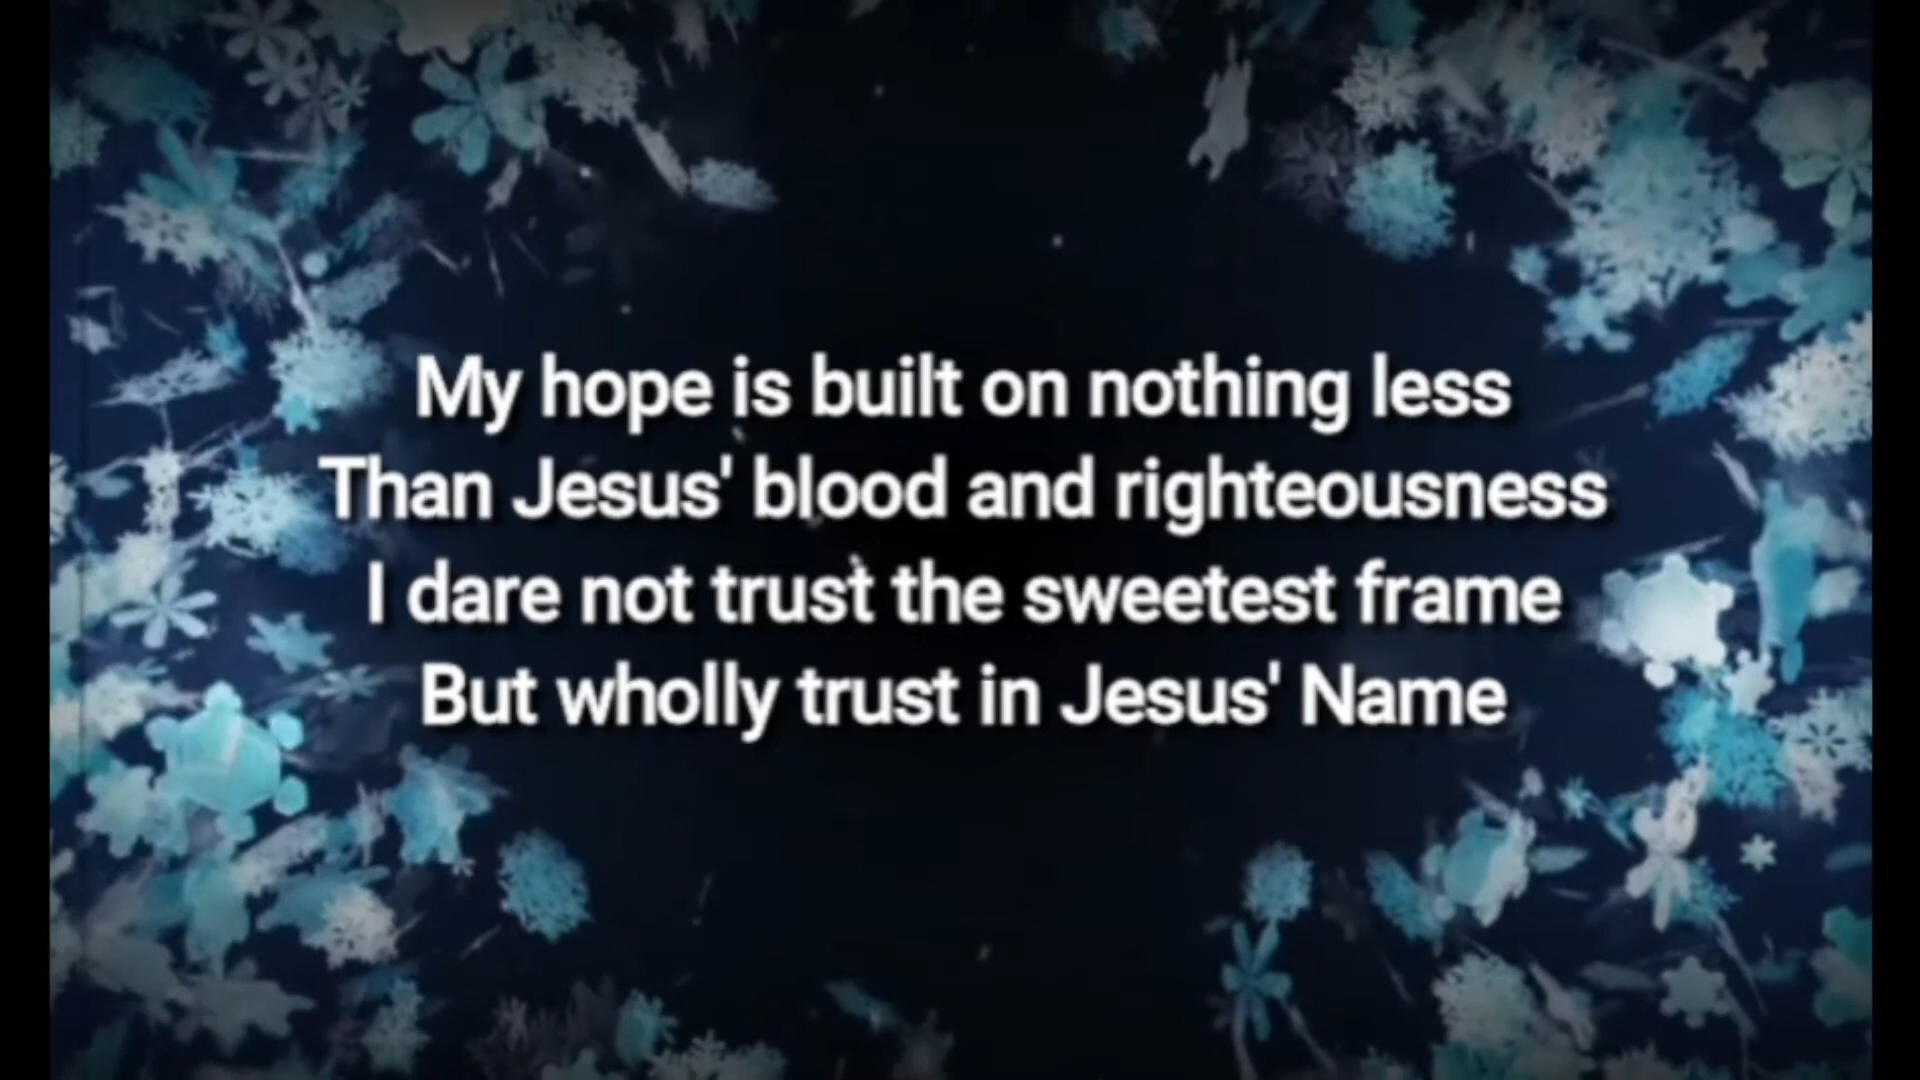 My hope is built on nothing less
Than Jesus' blood and righteousness
I dare not trust the sweetest frame
But wholly trust in Jesus' Name